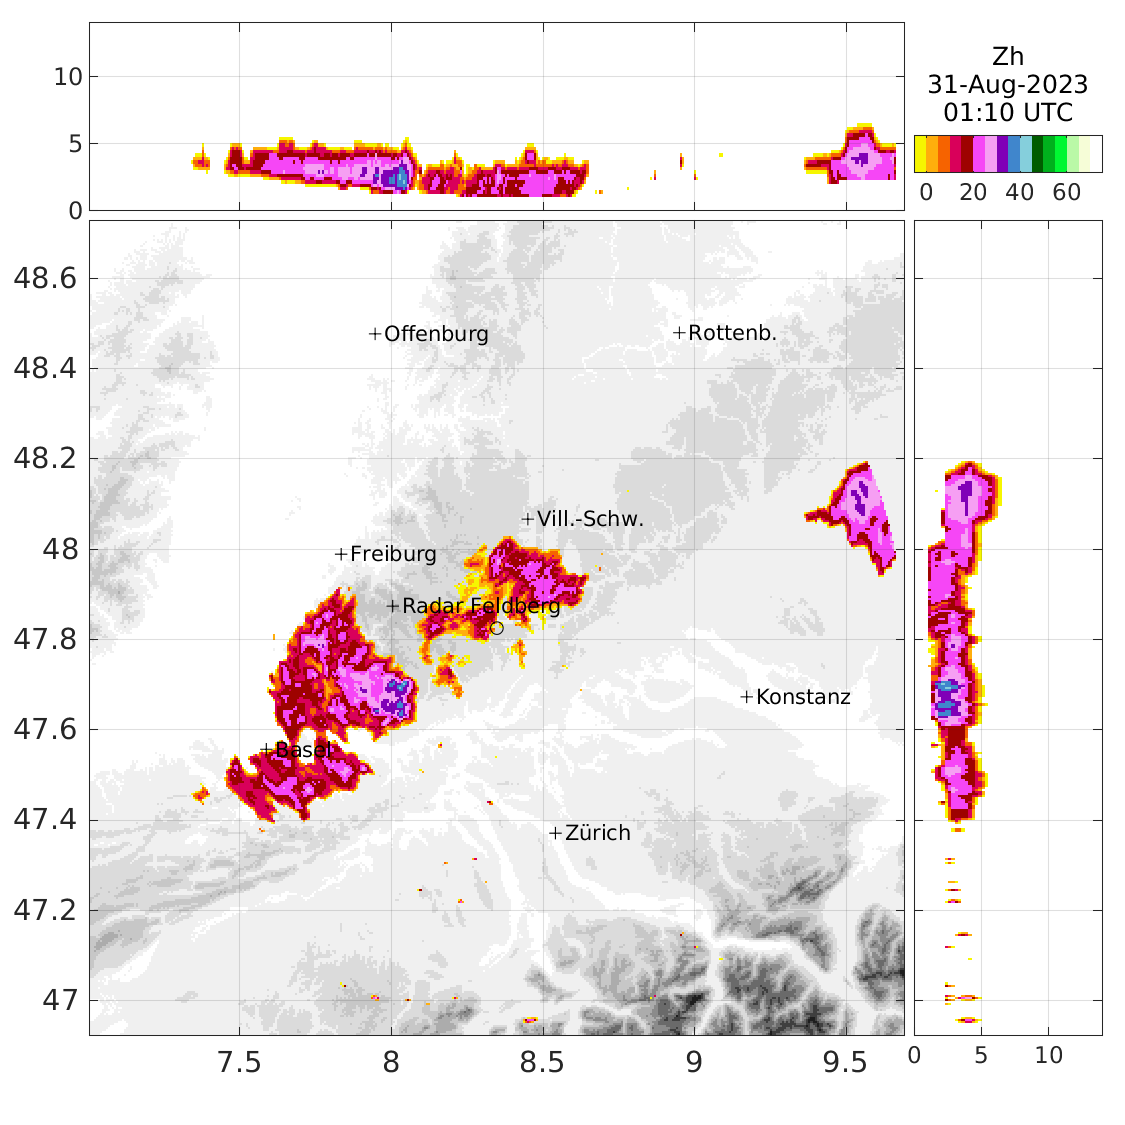 Zh
31-Aug-2023
01:10 UTC
0 20 40 60
10
5
0
48.6
48.4
48.2
48
47.8
47.6
47.4
47.2
47
+Offenburg
+Rottenb.
+Vill.-Schw.
+Freiburg
+Radar Feldberg
+Konstanz
+Basel
+Zürich
7.5 8 8.5 9 9.5
0 5 10